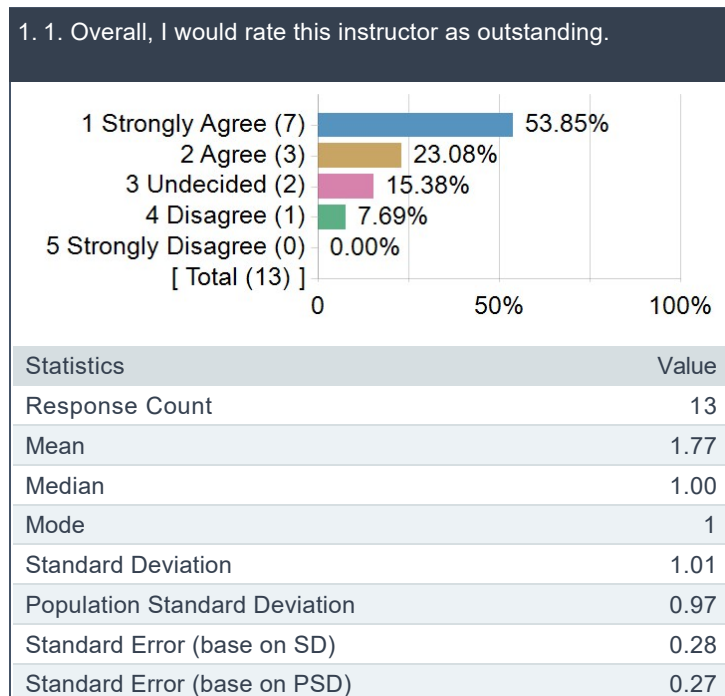 1. 1. Overall, I would rate this instructor as outstanding.
1 Strongly Agree (7) 53.85%
2 Agree (3) 23.08%
3 Undecided (2) 15.38%
4 Disagree (1) 7.69%
5 Strongly Disagree (0) 0.00%
[ Total (13) ]
0 50% 100%
Statistics Value
Response Count 13
Mean 1.77
Median 1.00
Mode 1
Standard Deviation 1.01
Population Standard Deviation 0.97
Standard Error (base on SD) 0.28
Standard Error (base on PSD) 0.27